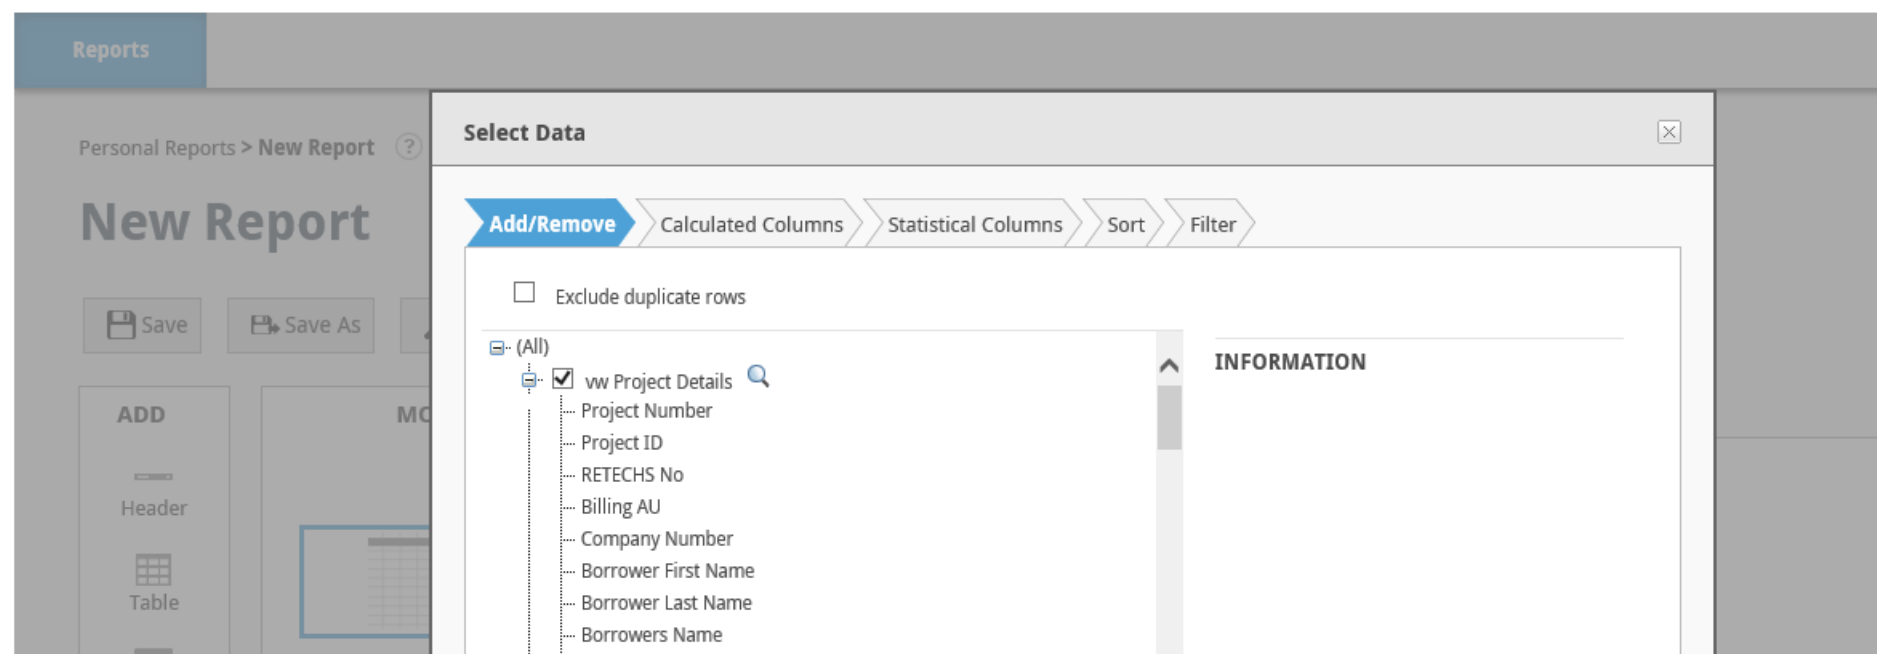 Reports
Personal Reports > New Report ?
New Report
Save
Save As
ADD
Header
Table
Select Data
Add/Remove
Calculated Columns
Statistical Columns
Sort
Filter
Exclude duplicate rows
(All)
vw Project Details
Project Number
Project ID
RETECHS No
Billing AU
Company Number
Borrower First Name
Borrower Last Name
Borrowers Name
INFORMATION